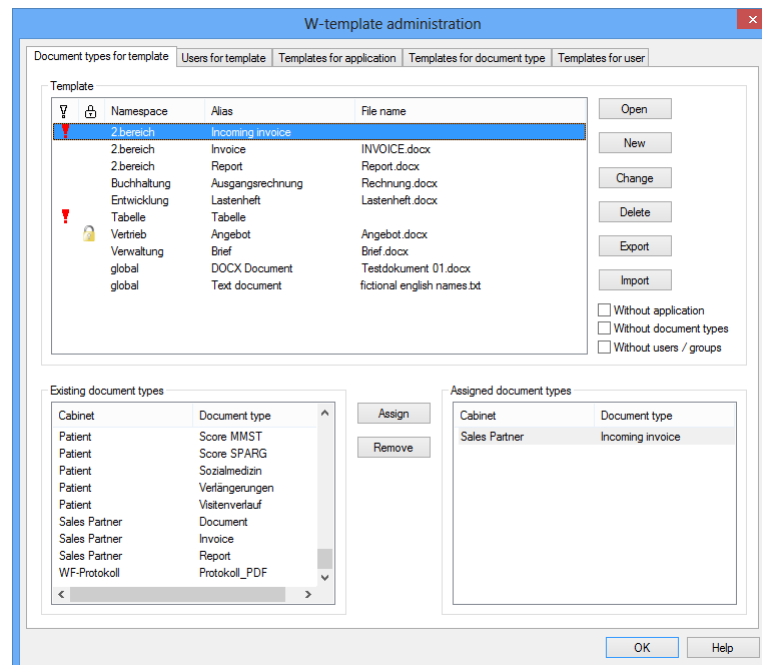 W-template administration
Document types for template Users for template Templates for application Templates for document type Templates for user
Template
Namespace Alias File name
2.bereich Incoming invoice
2.bereich Invoice INVOICE.docx
2.bereich Report Report.docx
Buchhaltung Ausgangsrechnung Rechnung.docx
Entwicklung Lastenheft Lastenheft.docx
Tabelle Tabelle
Vertrieb Angebot Angebot.docx
Verwaltung Brief Brief.docx
global DOCX Document Testdokument 01.docx
global Text document fictional english names.txt
Open
New
Change
Delete
Export
Import
Without application
Without document types
Without users / groups
Existing document types
Cabinet Document type
Patient Score MMST
Patient Score SPARG
Patient Sozialmedizin
Patient Verlängerungen
Patient Visitenverlauf
Sales Partner Document
Sales Partner Invoice
Sales Partner Report
WF-Protokoll Protokoll_PDF
Assign
Remove
Assigned document types
Cabinet Document type
Sales Partner Incoming invoice
OK Help